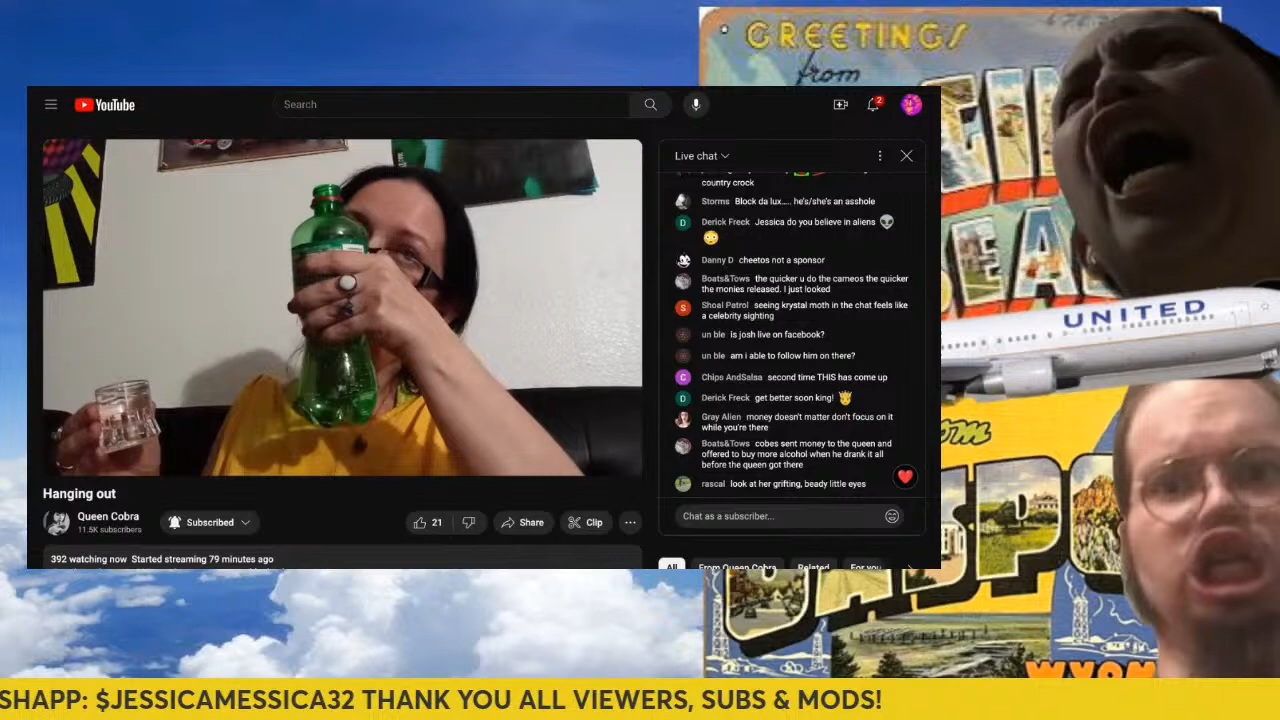 GREETINGS
from
YouTube
Search
2
Live chat
country crock
Storms Block da lux..... he's/she's an asshole
Derick Freck Jessica do you believe in aliens 👽
😳
Danny D cheetos not a sponsor
Boats&Tows the quicker u do the cameos the quicker
the monies released. I just looked
Shoal Patrol seeing krystal moth in the chat feels like
a celebrity sighting
un ble is josh live on facebook?
un ble am i able to follow him on there?
Chips AndSalsa second time THIS has come up
Derick Freck get better soon king! 🤴
Gray Alien money doesn't matter don't focus on it
while you're there
Boats&Tows cobes sent money to the queen and
offered to buy more alcohol when he drank it all
before the queen got there
rascal look at her grifting, beady little eyes
Chat as a subscriber...
UNITED
Hanging out
Queen Cobra
11.5K subscribers
Subscribed
21
Share
Clip
392 watching now Started streaming 79 minutes ago
All
From Queen Cobra
Related
For you
SHAPP: $JESSICAMESSICA32 THANK YOU ALL VIEWERS, SUBS & MODS!